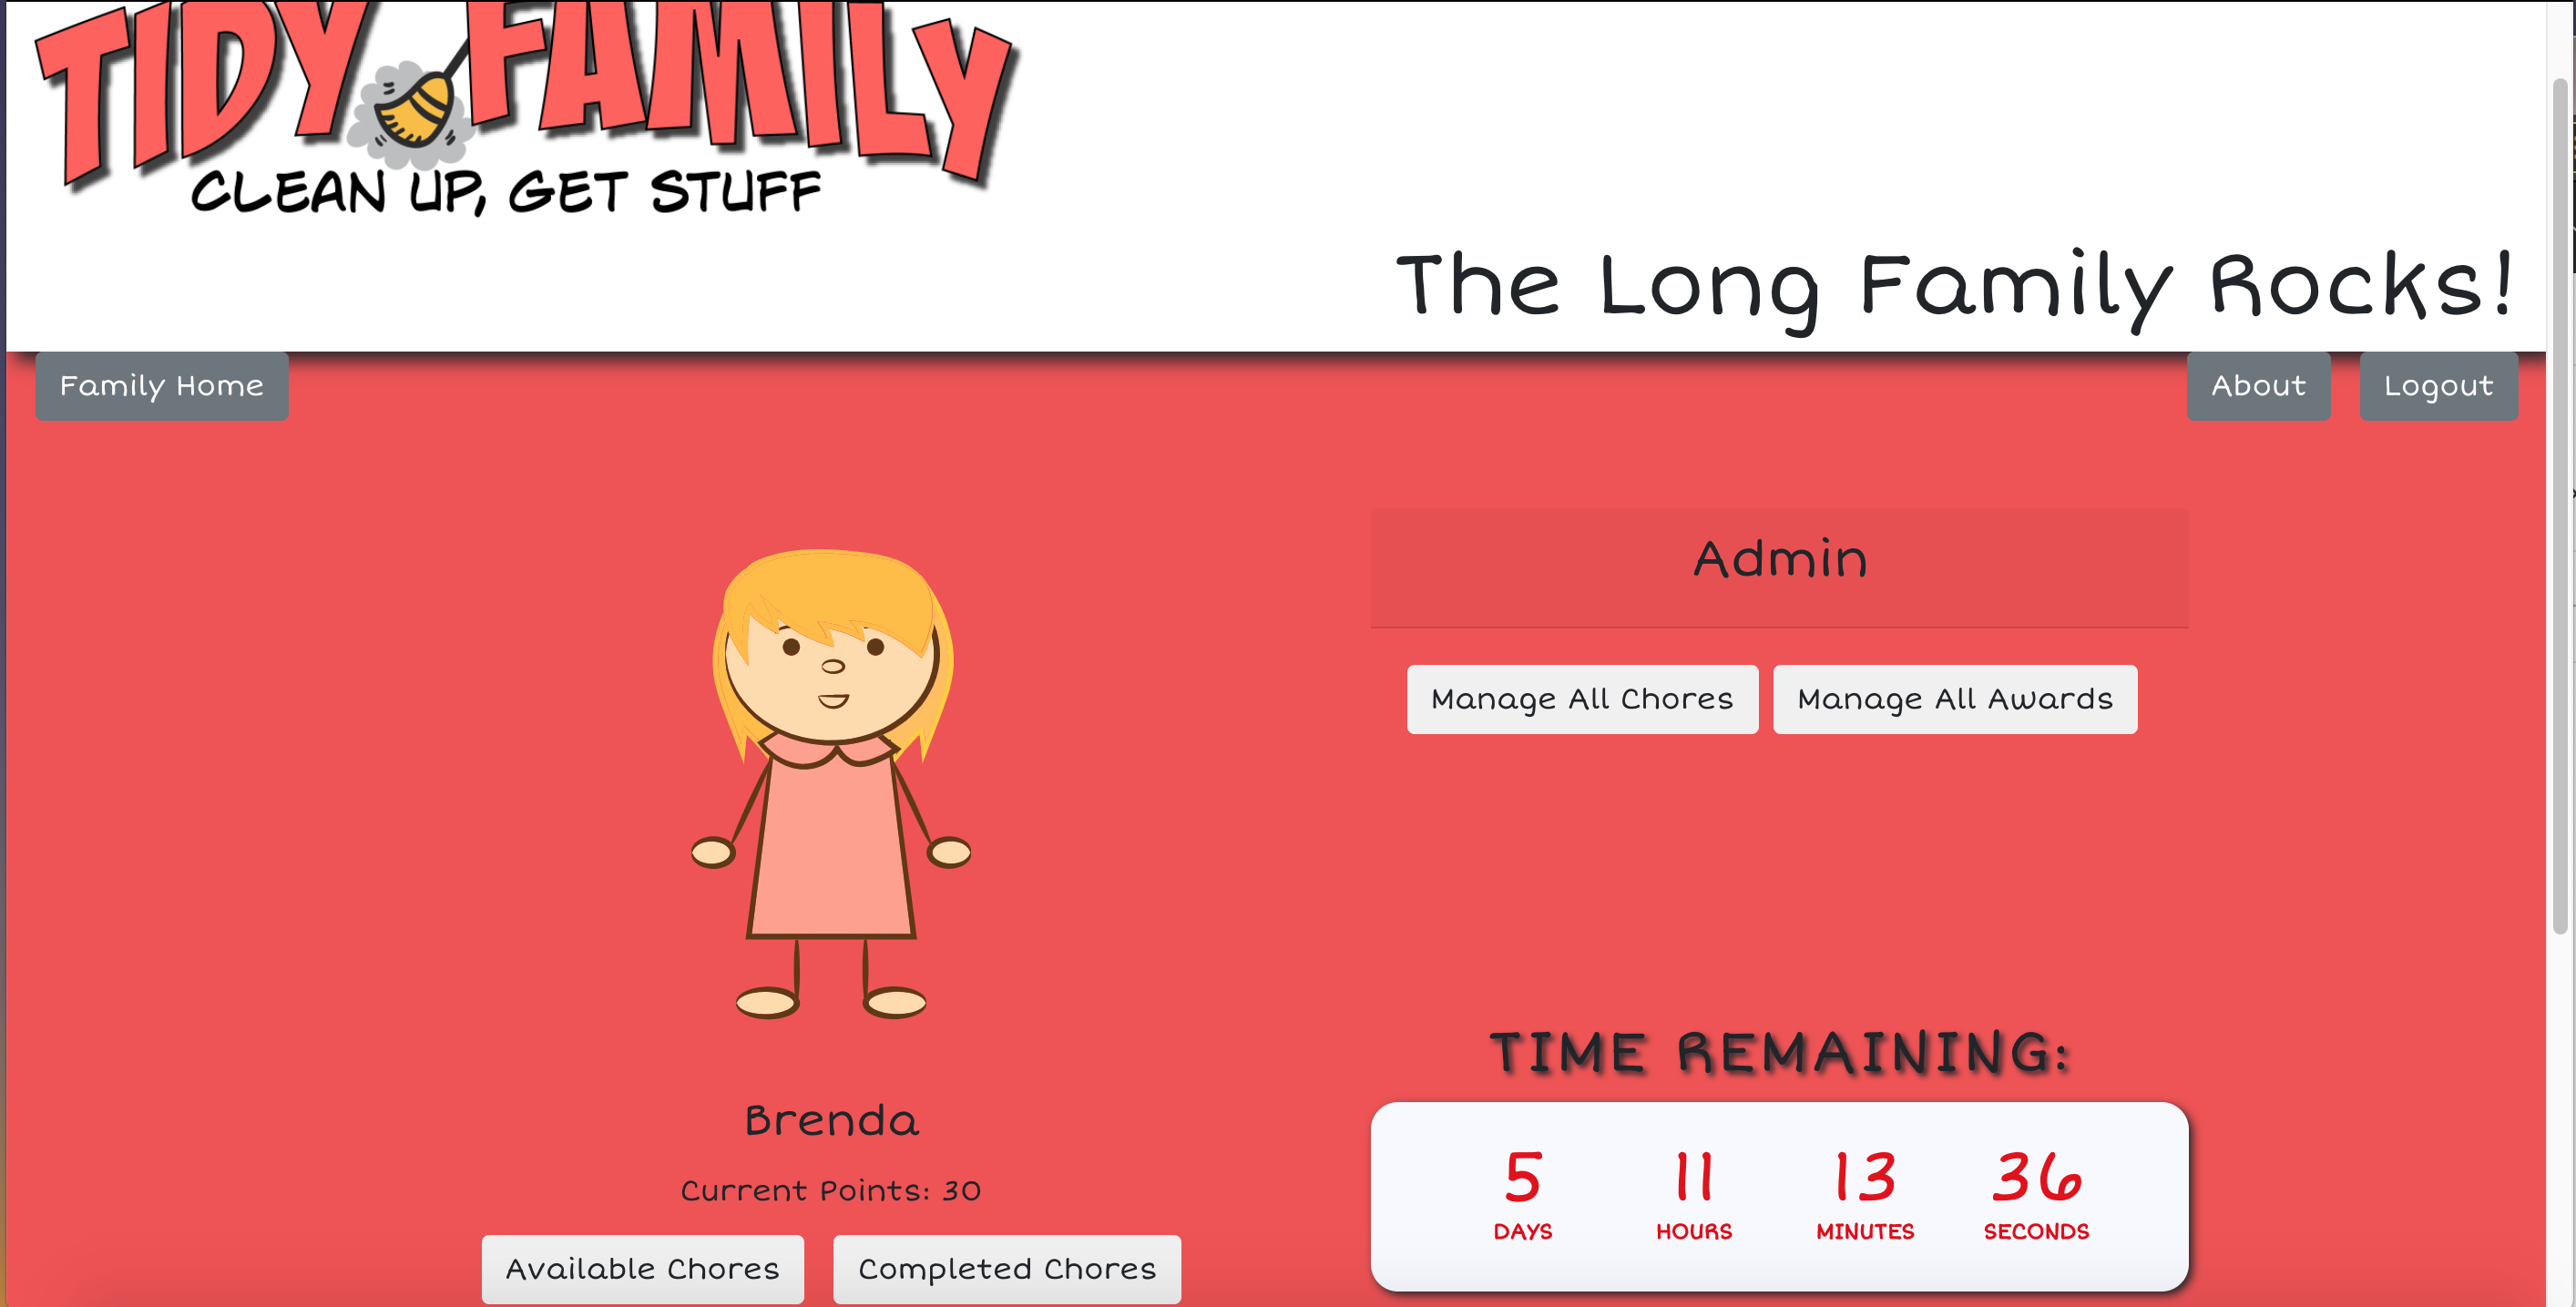 TIDY FAMILY
CLEAN UP, GET STUFF
The Long Family Rocks!
Family Home
About
Logout
Admin
Manage All Chores
Manage All Awards
Brenda
Current Points: 30
Available Chores
Completed Chores
TIME REMAINING:
5 11 13 36
DAYS HOURS MINUTES SECONDS